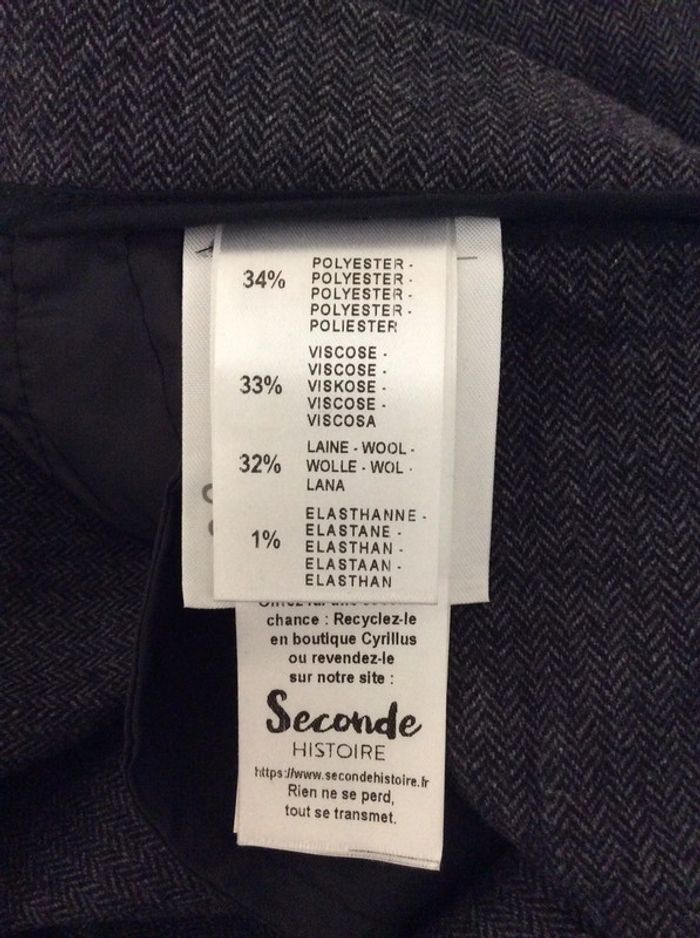 34%
POLYESTER -
POLYESTER -
POLYESTER -
POLYESTER -
POLIESTER
33%
VISCOSE -
VISCOSE -
VISKOSE -
VISCOSE -
VISCOSA
32%
LAINE - WOOL -
WOLLE - WOL -
LANA
1%
ELASTHANNE -
ELASTANE -
ELASTHAN -
ELASTAAN -
ELASTHAN
chance : Recyclez-le
en boutique Cyrillus
ou revendez-le
sur notre site :
Seconde
HISTOIRE
https://www.secondehistoire.fr
Rien ne se perd,
tout se transmet.